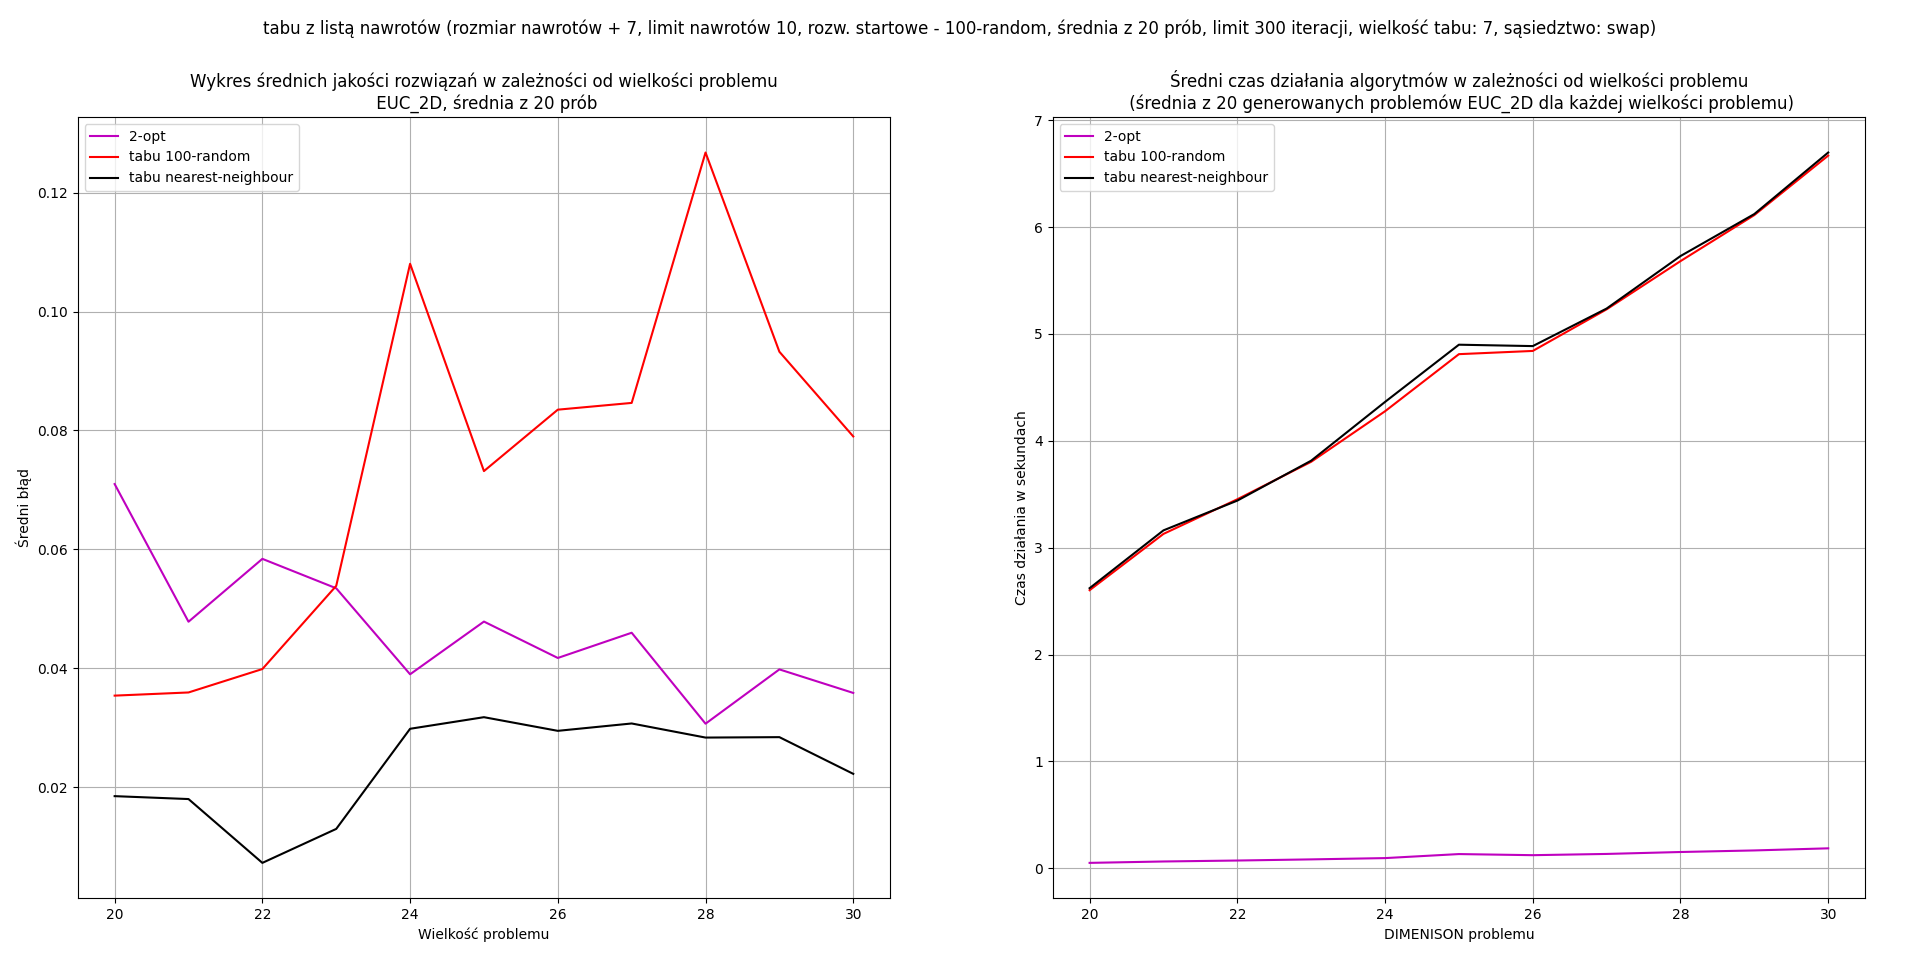 tabu z listą nawrotów (rozmiar nawrotów + 7, limit nawrotów 10, rozw. startowe - 100-random, średnia z 20 prób, limit 300 iteracji, wielkość tabu: 7, sąsiedztwo: swap)
Wykres średnich jakości rozwiązań w zależności od wielkości problemu
EUC_2D, średnia z 20 prób
2-opt
tabu 100-random
tabu nearest-neighbour
0.12
0.10
0.08
0.06
0.04
0.02
Średni błąd
20 22 24 26 28 30
Wielkość problemu
Średni czas działania algorytmów w zależności od wielkości problemu
(średnia z 20 generowanych problemów EUC_2D dla każdej wielkości problemu)
2-opt
tabu 100-random
tabu nearest-neighbour
7
6
5
4
3
2
1
0
Czas działania w sekundach
20 22 24 26 28 30
DIMENISON problemu